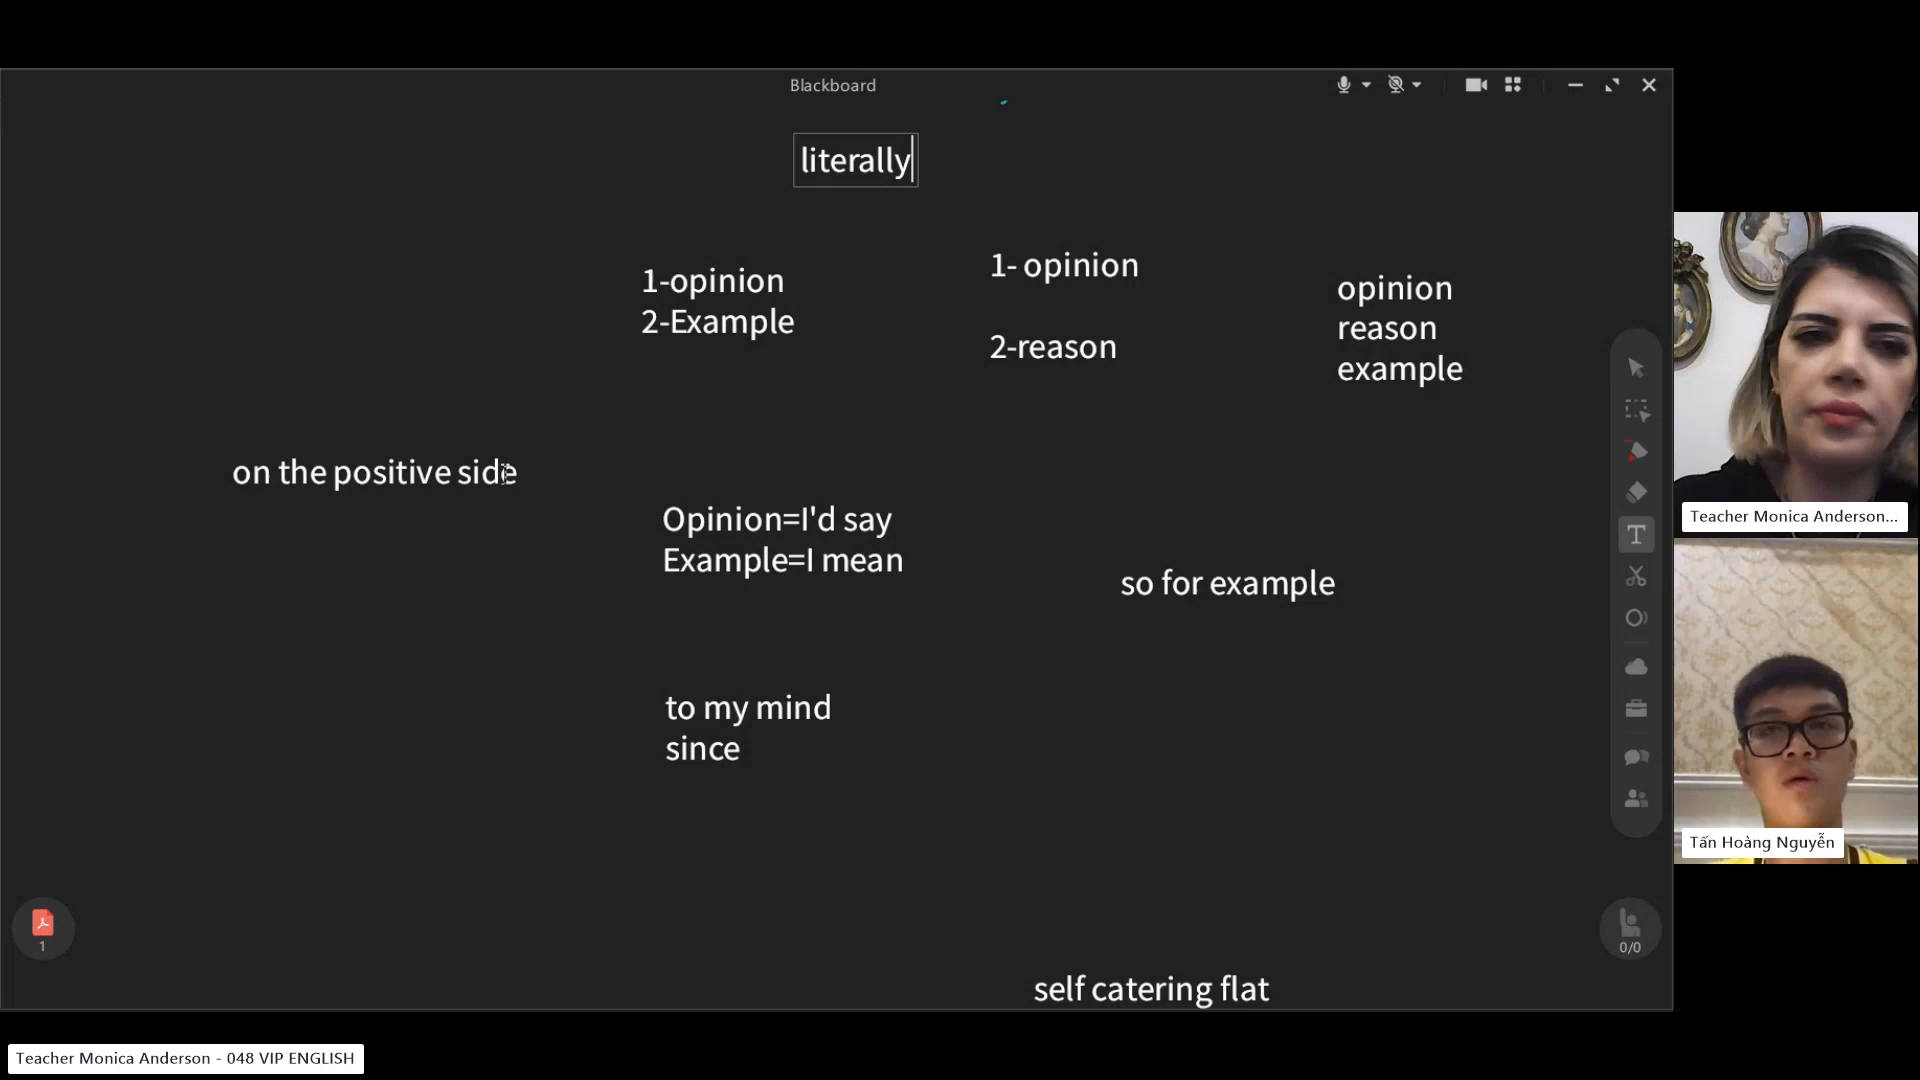 Blackboard
literally
1-opinion
2-Example
1- opinion
2-reason
opinion
reason
example
on the positive side
Opinion=I'd say
Example=I mean
so for example
to my mind
since
self catering flat
T
1
0/0
Teacher Monica Anderson...
Tấn Hoàng Nguyễn
Teacher Monica Anderson - 048 VIP ENGLISH